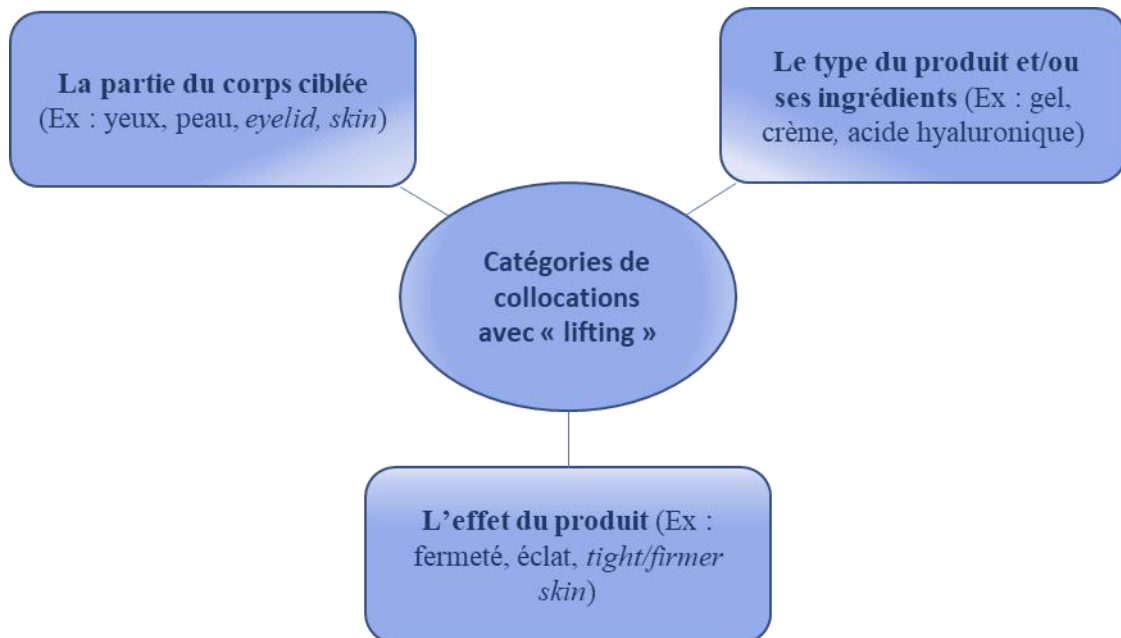 La partie du corps ciblée
(Ex : yeux, peau, eyelid, skin)
Le type du produit et/ou
ses ingrédients (Ex : gel,
crème, acide hyaluronique)
Catégories de
collocations
avec « lifting »
L’effet du produit (Ex :
fermeté, éclat, tight/firmer
skin)